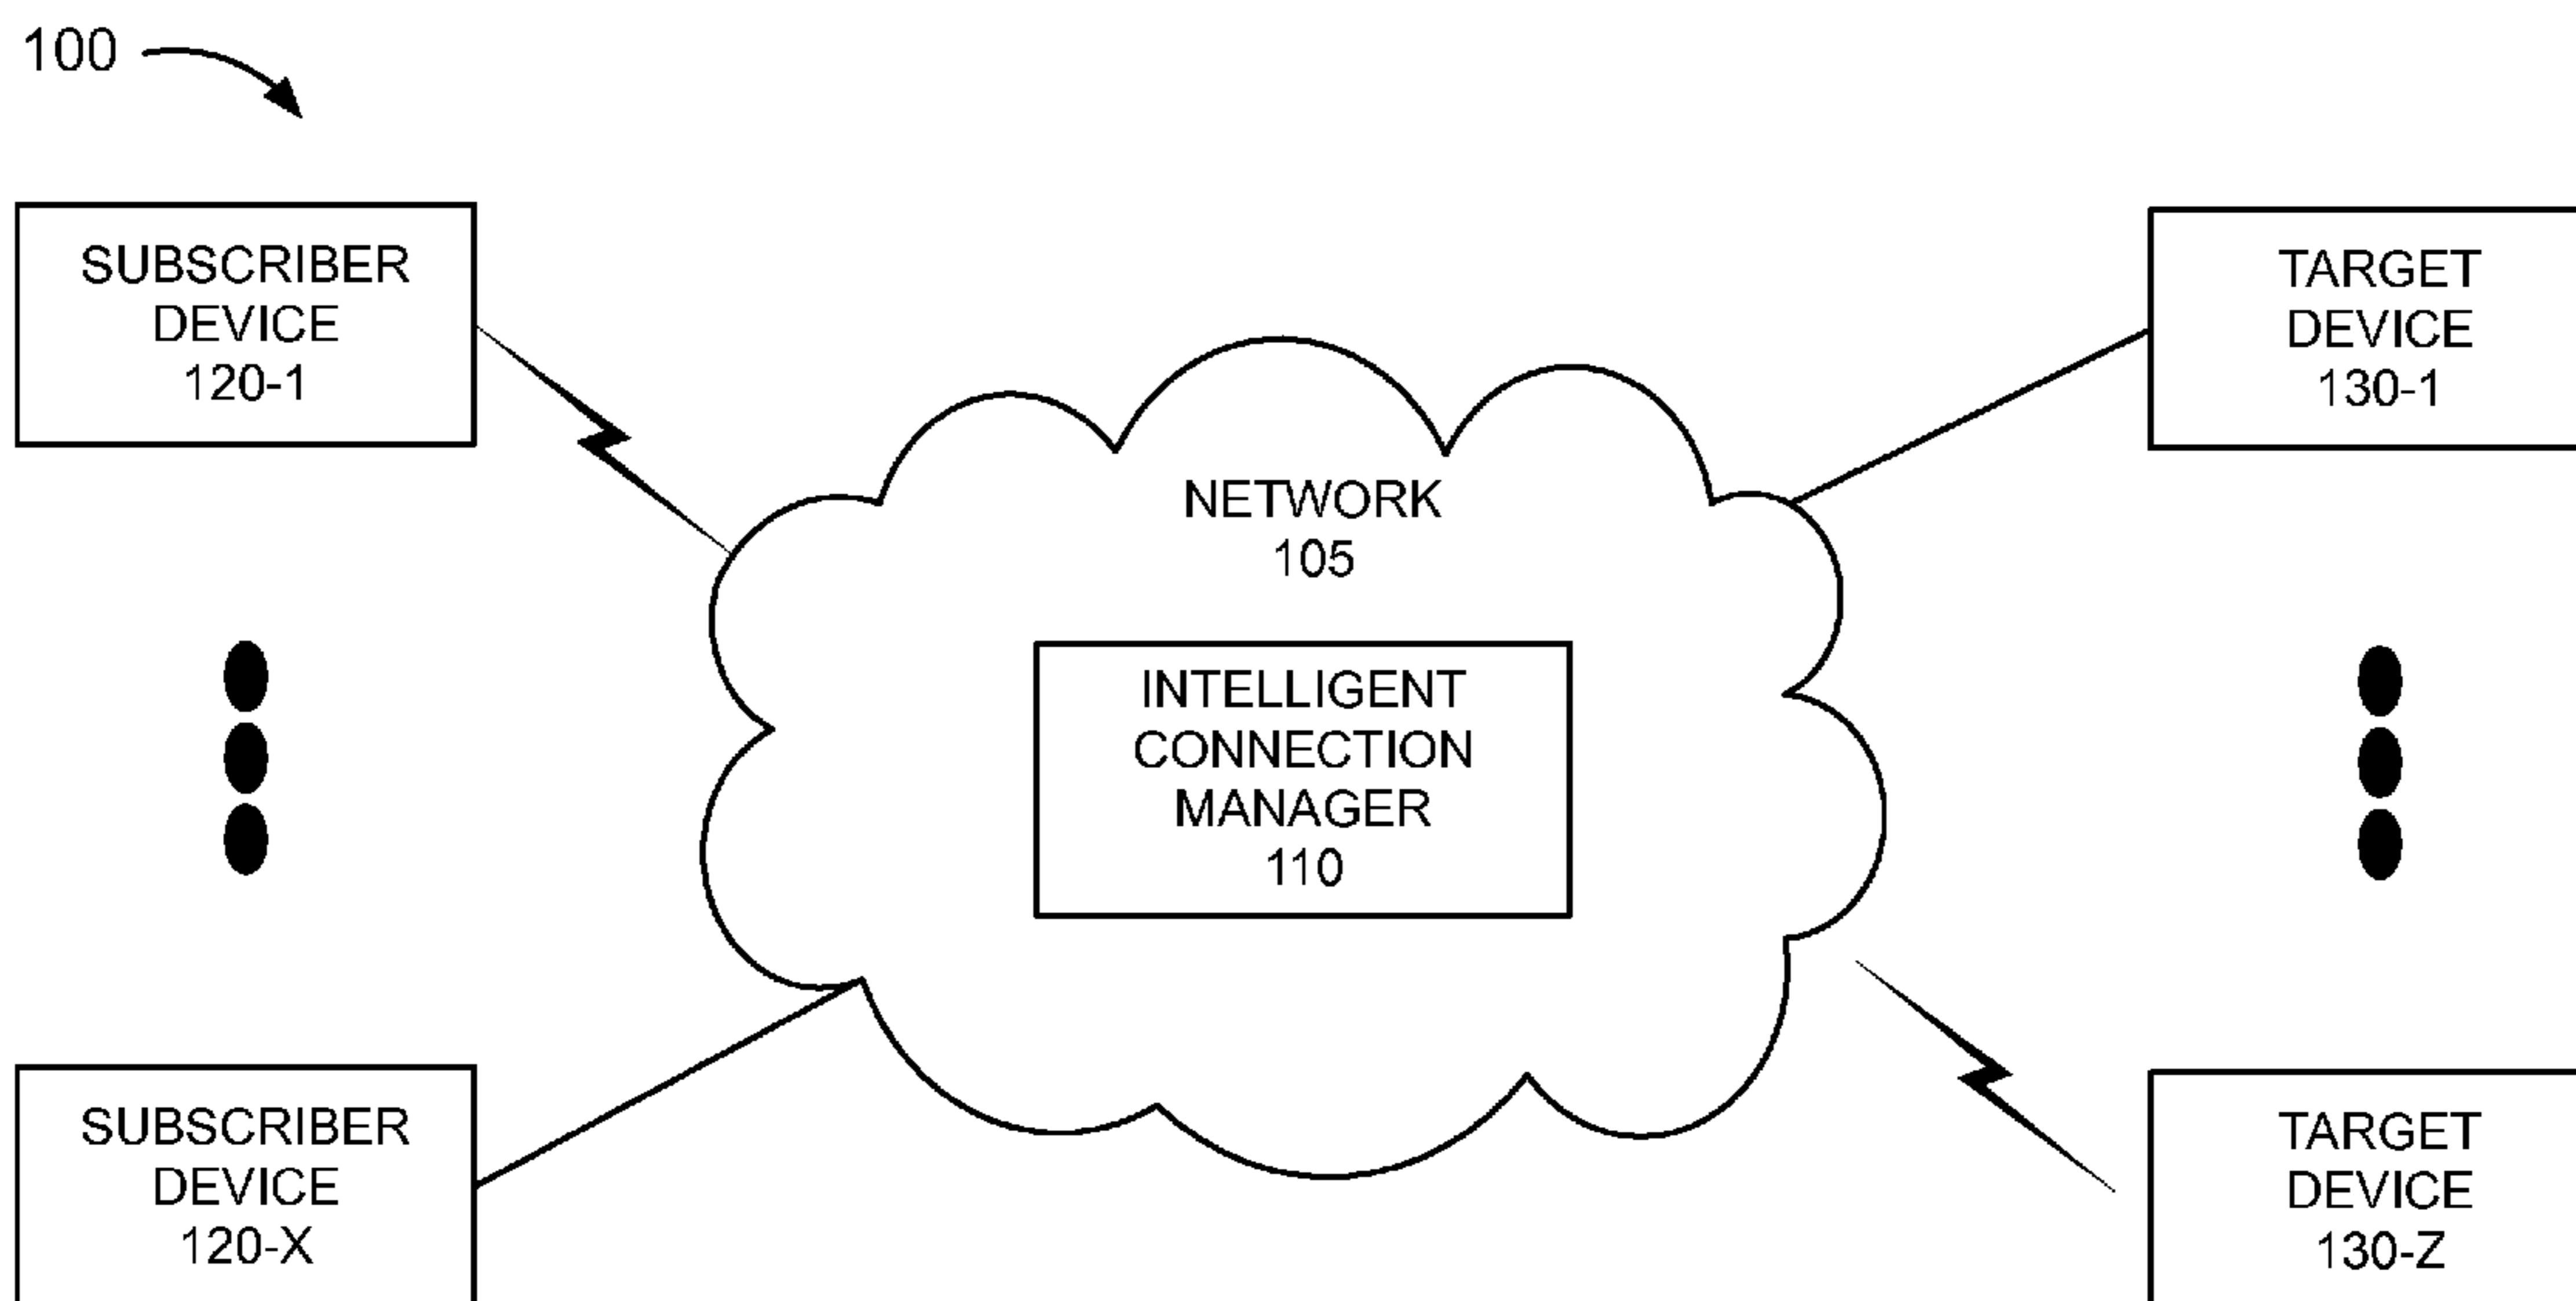 100
SUBSCRIBER
DEVICE
120-1
TARGET
DEVICE
130-1
NETWORK
105
INTELLIGENT
CONNECTION
MANAGER
110
SUBSCRIBER
DEVICE
120-X
TARGET
DEVICE
130-Z